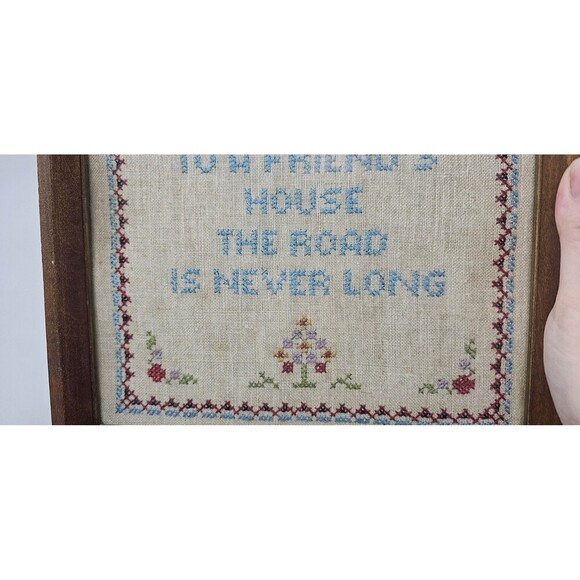 TO A FRIEND'S
HOUSE
THE ROAD
IS NEVER LONG